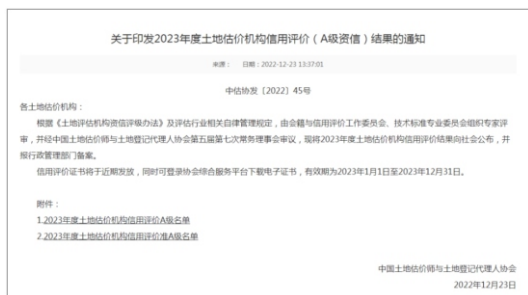 关于印发2023年度土地估价机构信用评价（A级资信）结果的通知
来源： 日期：2022-12-23 13:37:01
中估协发〔2022〕45号
各土地估价机构：
根据《土地评估机构资信评级办法》及评估行业相关自律管理规定，由会籍与信用评价工作委员会、技术标准专业委员会组织专家评
审，并经中国土地估价师与土地登记代理人协会第五届第七次常务理事会审议，现将2023年度土地估价机构信用评价结果向社会公布，并
报行政管理部门备案。
信用评价证书将于近期发放，同时可登录协会综合服务平台下载电子证书，有效期为2023年1月1日至2023年12月31日。
附件：
1.2023年度土地估价机构信用评价A级名单
2.2023年度土地估价机构信用评价准A级名单
中国土地估价师与土地登记代理人协会
2022年12月23日